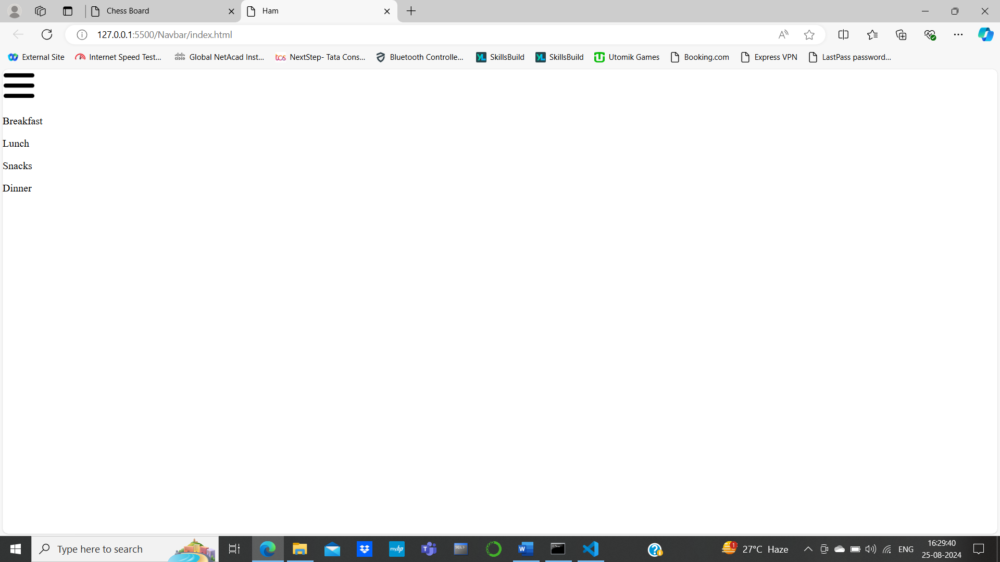 Chess Board
Ham
127.0.0.1:5500/Navbar/index.html
External Site
Internet Speed Test...
Global NetAcad Inst...
NextStep- Tata Cons...
Bluetooth Controlle...
SkillsBuild
SkillsBuild
Utomik Games
Booking.com
Express VPN
LastPass password...
Breakfast
Lunch
Snacks
Dinner
Type here to search
27°C Haze
ENG
16:29:40
25-08-2024